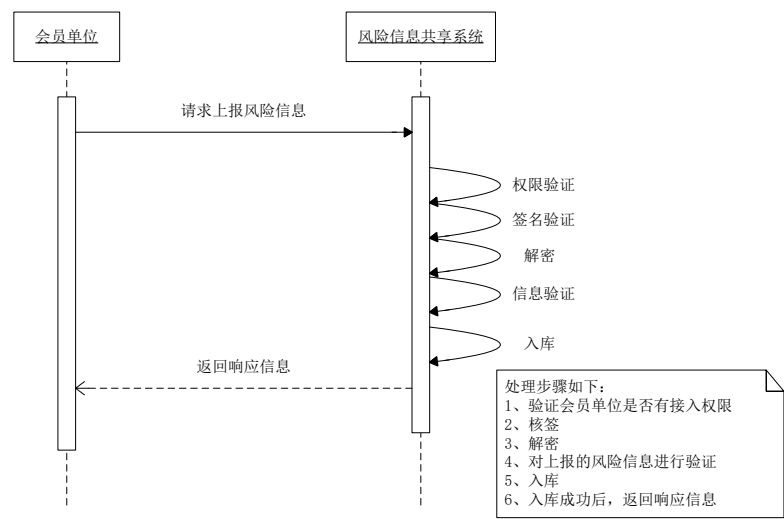 会员单位
风险信息共享系统
请求上报风险信息
权限验证
签名验证
解密
信息验证
入库
返回响应信息
处理步骤如下：
1、验证会员单位是否有接入权限
2、核签
3、解密
4、对上报的风险信息进行验证
5、入库
6、入库成功后，返回响应信息